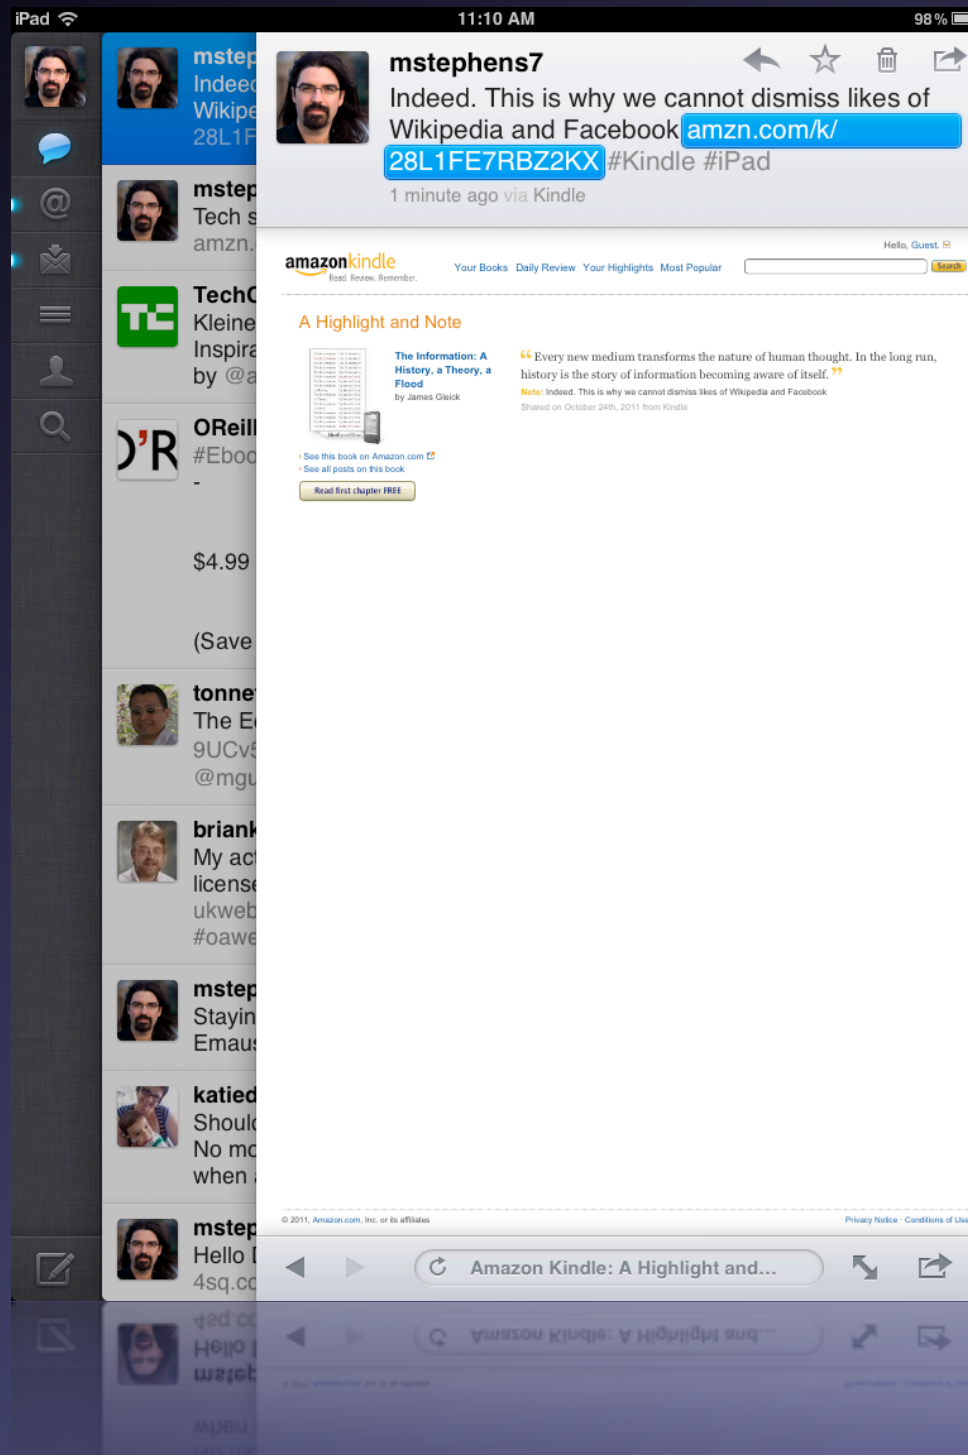 iPad
11:10 AM
98%
mstep
Indeed
Wikipe
28L1F
mstep
Tech s
amzn.
TechC
Kleine
Inspira
by @a
O'R
OReill
#Eboo
-
$4.99
(Save
tonne
The E
9UCv5
@mgu
briank
My ac
license
ukweb
#oawe
mstep
Stayin
Emaus
katied
Should
No mo
when a
mstep
Hello D
4sq.co
mstephens7
Indeed. This is why we cannot dismiss likes of
Wikipedia and Facebook amzn.com/k/
28L1FE7RBZ2KX #Kindle #iPad
1 minute ago via Kindle
Hello, Guest.
amazonkindle
Read. Review. Remember.
Your Books Daily Review Your Highlights Most Popular
Search
A Highlight and Note
The Information: A
History, a Theory, a
Flood
by James Gleick
“Every new medium transforms the nature of human thought. In the long run,
history is the story of information becoming aware of itself.”
Note: Indeed. This is why we cannot dismiss likes of Wikipedia and Facebook
Shared on October 24th, 2011 from Kindle
› See this book on Amazon.com
› See all posts on this book
Read first chapter FREE
© 2011, Amazon.com, Inc. or its affiliates
Privacy Notice · Conditions of Use
Amazon Kindle: A Highlight and...